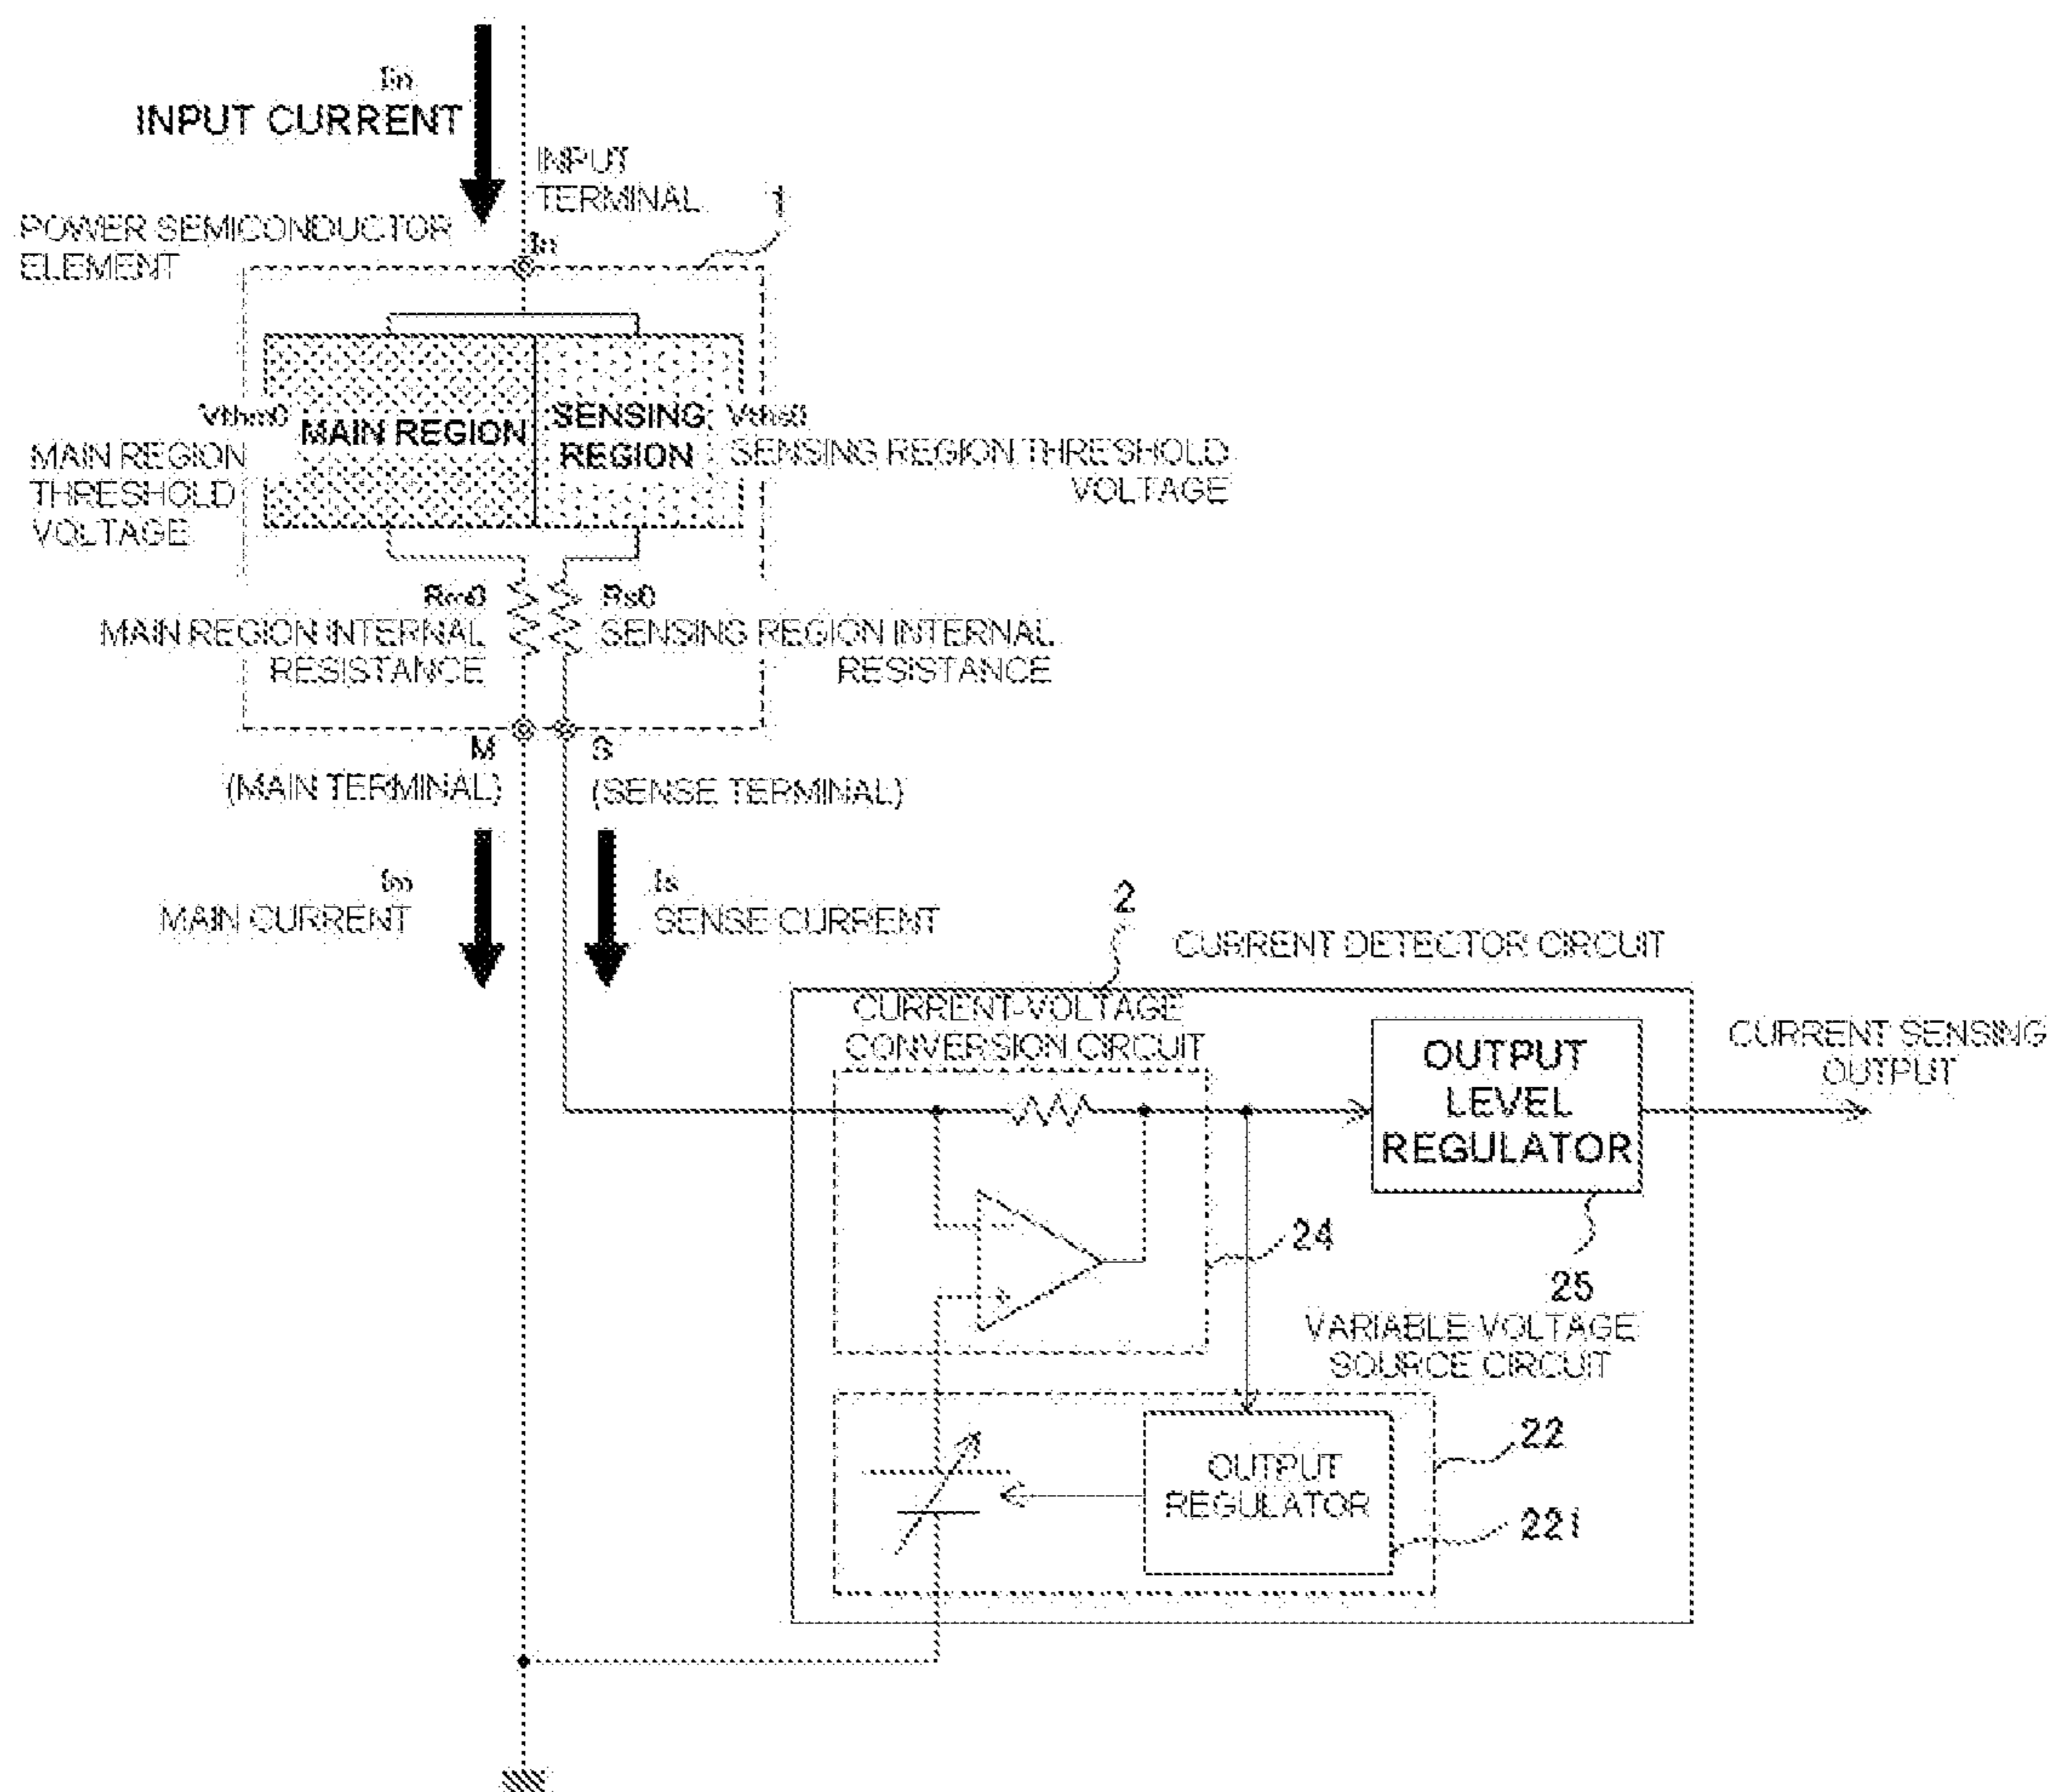 Iin
INPUT CURRENT
INPUT
TERMINAL
1
POWER SEMICONDUCTOR
ELEMENT
In
Vthm0
MAIN REGION
THRESHOLD
VOLTAGE
MAIN REGION
SENSING
REGION
Vths0
SENSING REGION THRESHOLD
VOLTAGE
Rm0
MAIN REGION INTERNAL
RESISTANCE
Rs0
SENSING REGION INTERNAL
RESISTANCE
M
(MAIN TERMINAL)
S
(SENSE TERMINAL)
Im
MAIN CURRENT
Is
SENSE CURRENT
2
CURRENT DETECTOR CIRCUIT
CURRENT-VOLTAGE
CONVERSION CIRCUIT
OUTPUT
LEVEL
REGULATOR
CURRENT SENSING
OUTPUT
24
25
VARIABLE VOLTAGE
SOURCE CIRCUIT
OUTPUT
REGULATOR
22
221